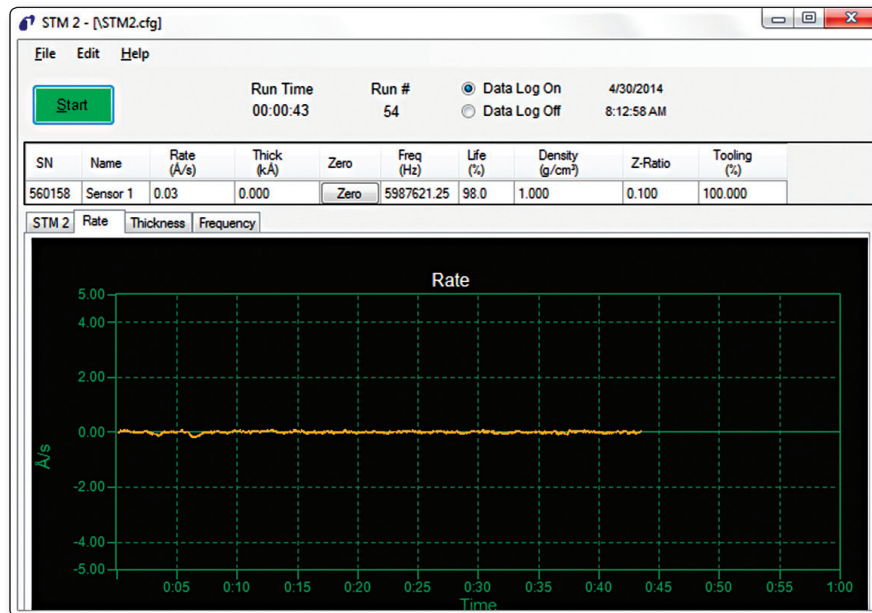 STM 2 - [\STM2.cfg]
File Edit Help
Start
Run Time
00:00:43
Run #
54
Data Log On
Data Log Off
4/30/2014
8:12:58 AM
SN Name Rate (Å/s) Thick (kÅ) Zero Freq (Hz) Life (%) Density (g/cm³) Z-Ratio Tooling (%)
560158 Sensor 1 0.03 0.000 Zero 5987621.25 98.0 1.000 0.100 100.000
STM 2 Rate Thickness Frequency
Rate
5.00
4.00
2.00
0.00
-2.00
-4.00
-5.00
Å/s
0:05 0:10 0:15 0:20 0:25 0:30 0:35 0:40 0:45 0:50 0:55 1:00
Time